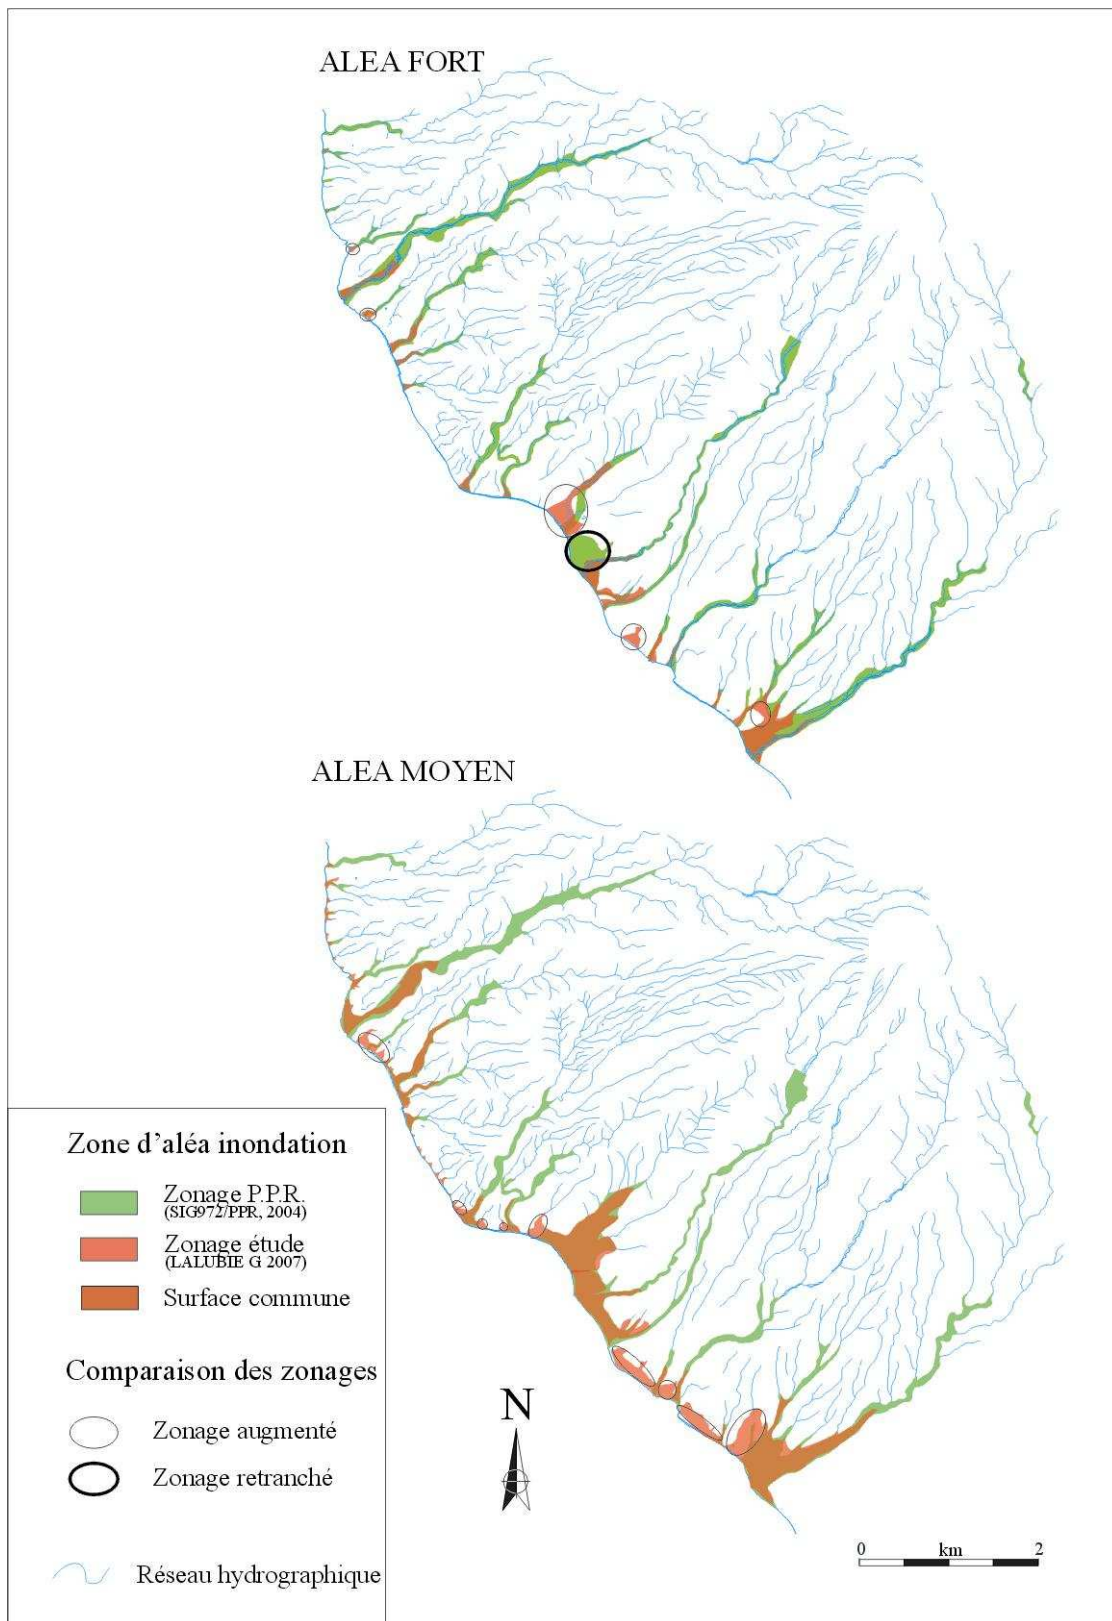 ALEA FORT
ALEA MOYEN
Zone d'aléa inondation
Zonage P.P.R.
(SIG972/PPR, 2004)
Zonage étude
(LALUBIE G 2007)
Surface commune
Comparaison des zonages
Zonage augmenté
Zonage retranché
Réseau hydrographique
N
0 km 2